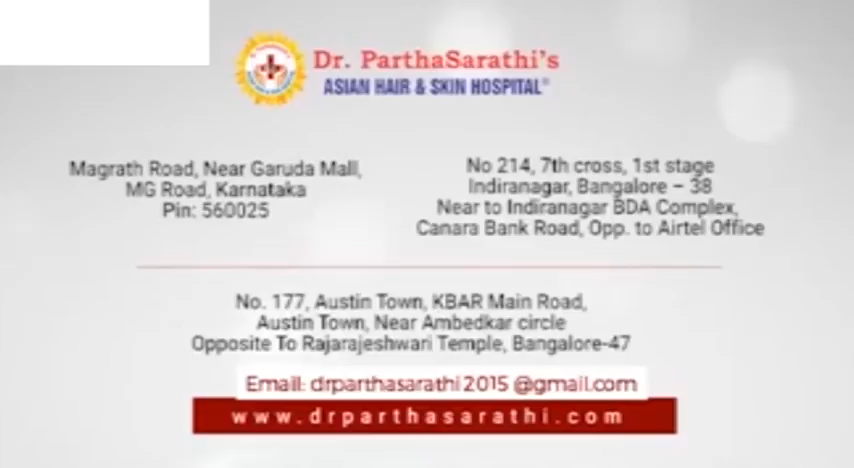 Dr. ParthaSarathi's
ASIAN HAIR & SKIN HOSPITAL®
Magrath Road, Near Garuda Mall,
MG Road, Karnataka
Pin: 560025
No 214, 7th cross, 1st stage
Indiranagar, Bangalore – 38
Near to Indiranagar BDA Complex,
Canara Bank Road, Opp. to Airtel Office
No. 177, Austin Town, KBAR Main Road,
Austin Town, Near Ambedkar circle
Opposite To Rajarajeshwari Temple, Bangalore-47
Email: drparthasarathi2015 @gmail.com
www.drparthasarathi.com